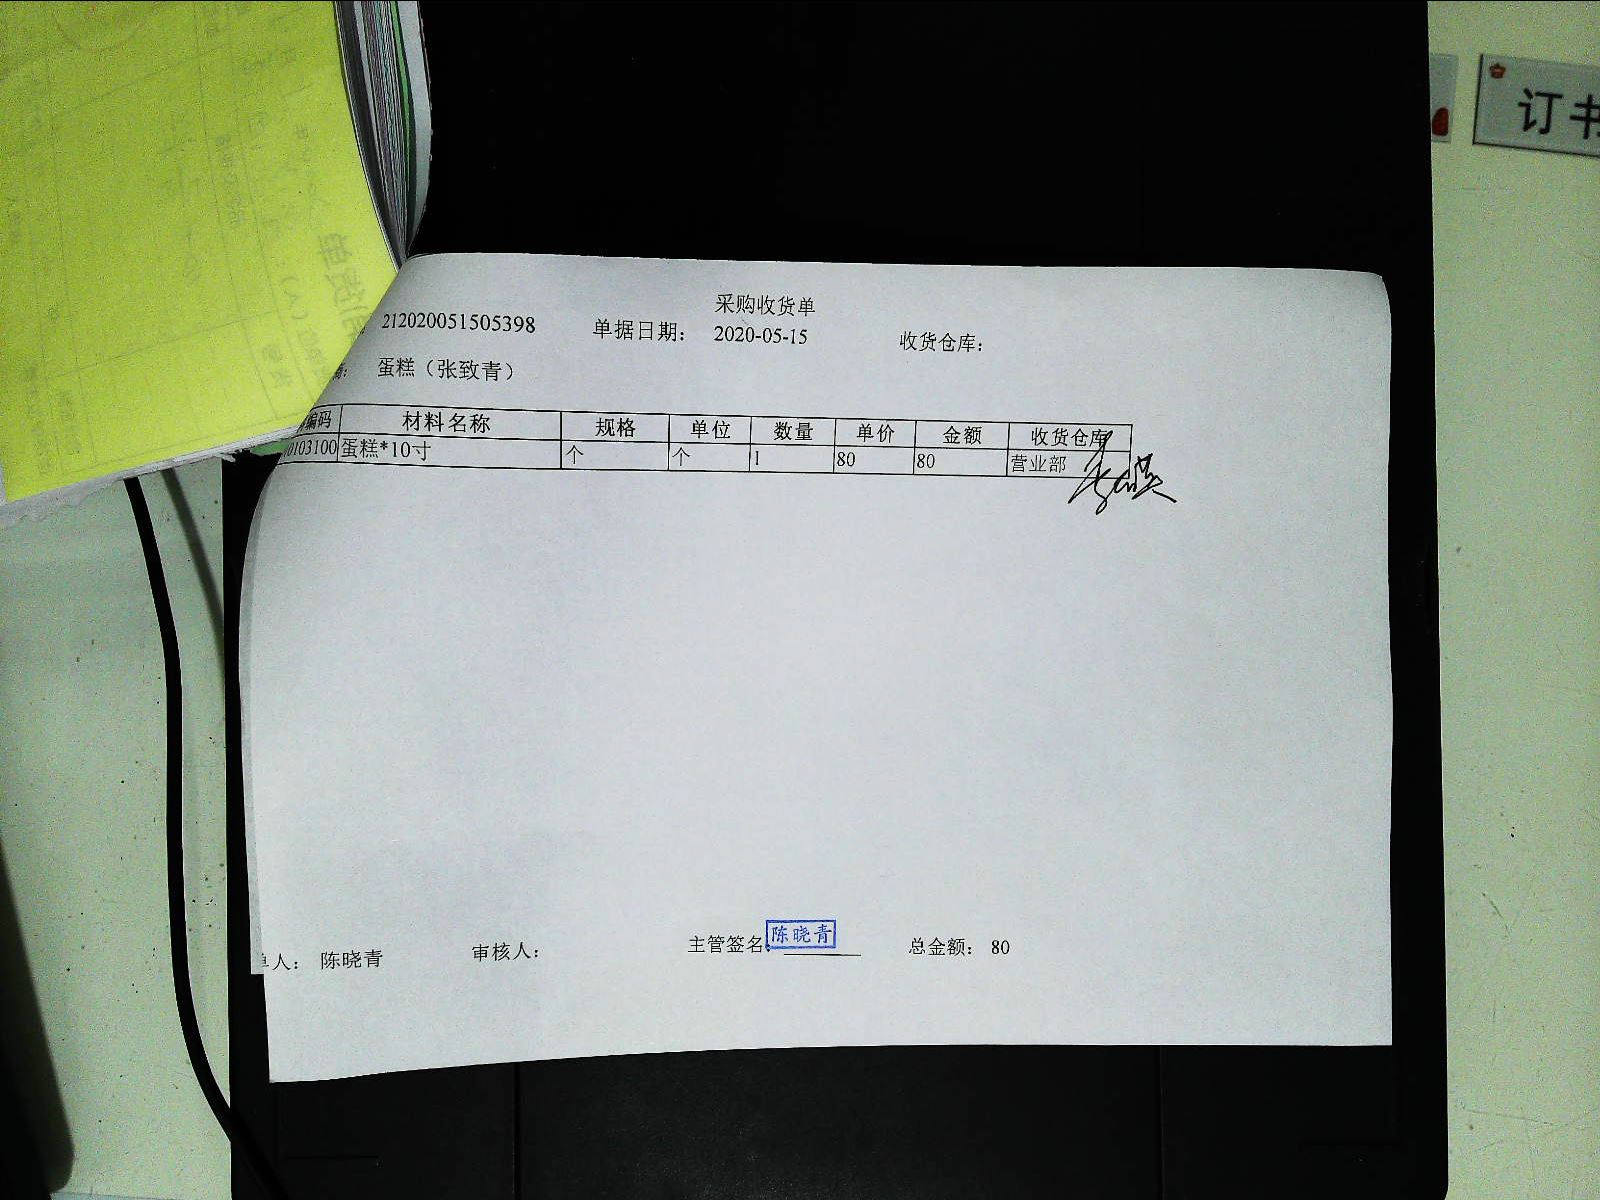 订书
采购收货单
212020051505398 单据日期: 2020-05-15 收货仓库:
蛋糕（张致青）
编码 材料名称 规格 单位 数量 单价 金额 收货仓库
0103100 蛋糕*10寸 个 个 1 80 80 营业部
单人: 陈晓青 审核人: 主管签名: 陈晓青 总金额: 80